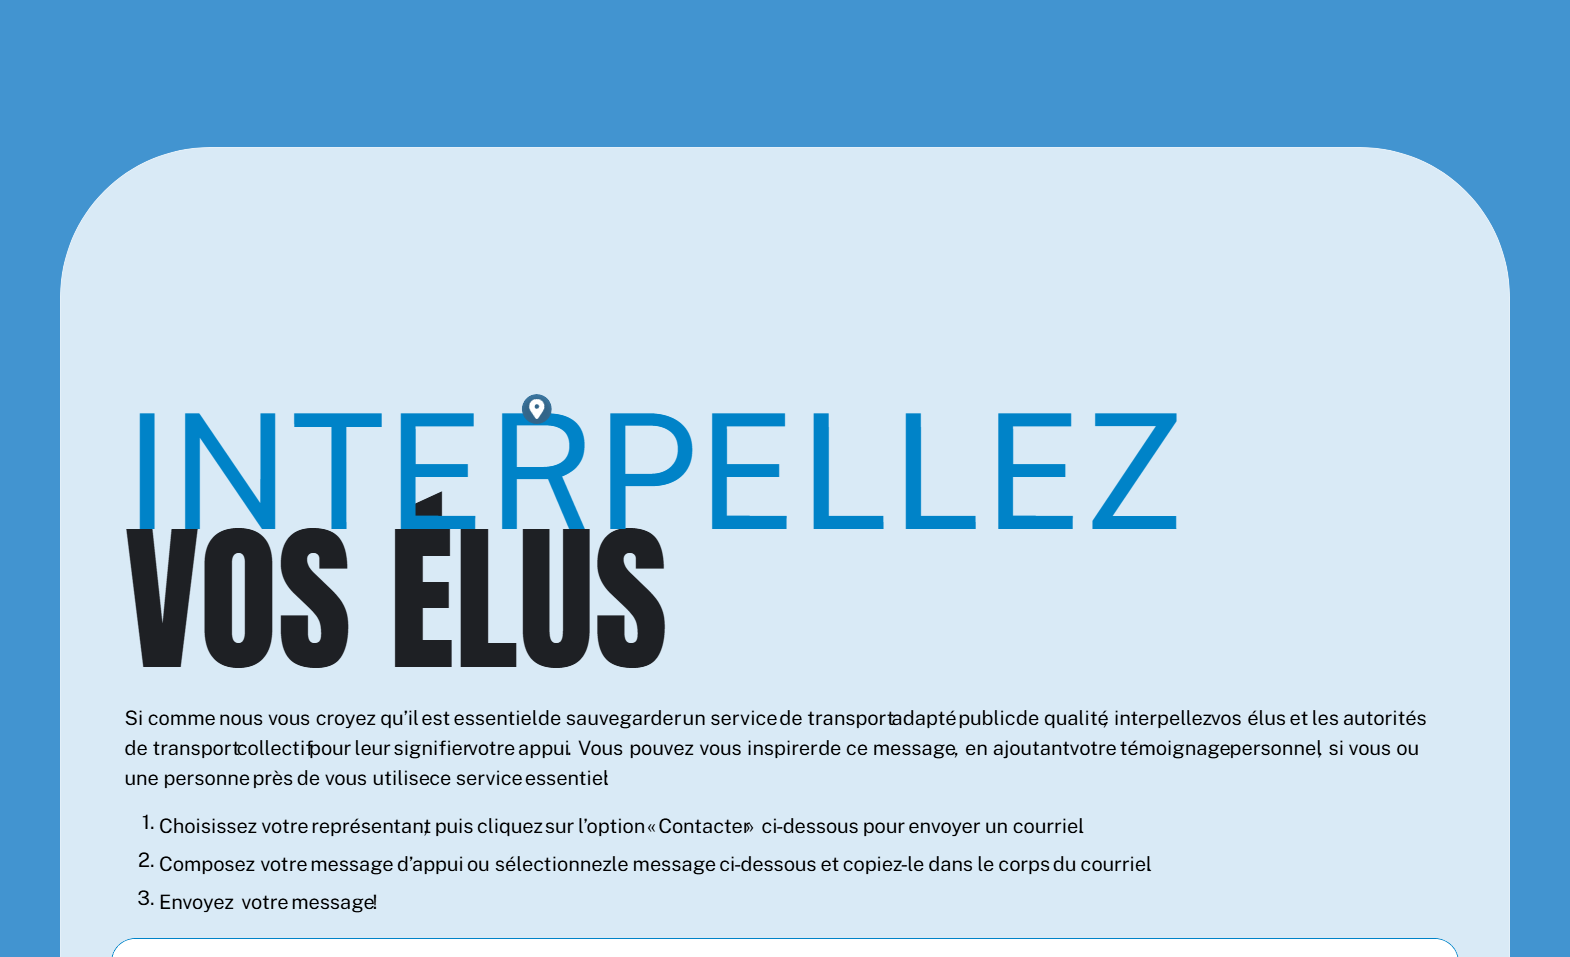 INTERPELLEZ
VOS ÉLUS
Si comme nous vous croyez qu’il est essentiel de sauvegarder un service de transport adapté public de qualité, interpellez vos élus et les autorités
de transport collectif pour leur signifier votre appui. Vous pouvez vous inspirer de ce message, en ajoutant votre témoignage personnel, si vous ou
une personne près de vous utilise ce service essentiel.
1. Choisissez votre représentant, puis cliquez sur l’option « Contacter » ci-dessous pour envoyer un courriel.
2. Composez votre message d’appui ou sélectionnez le message ci-dessous et copiez-le dans le corps du courriel.
3. Envoyez votre message!